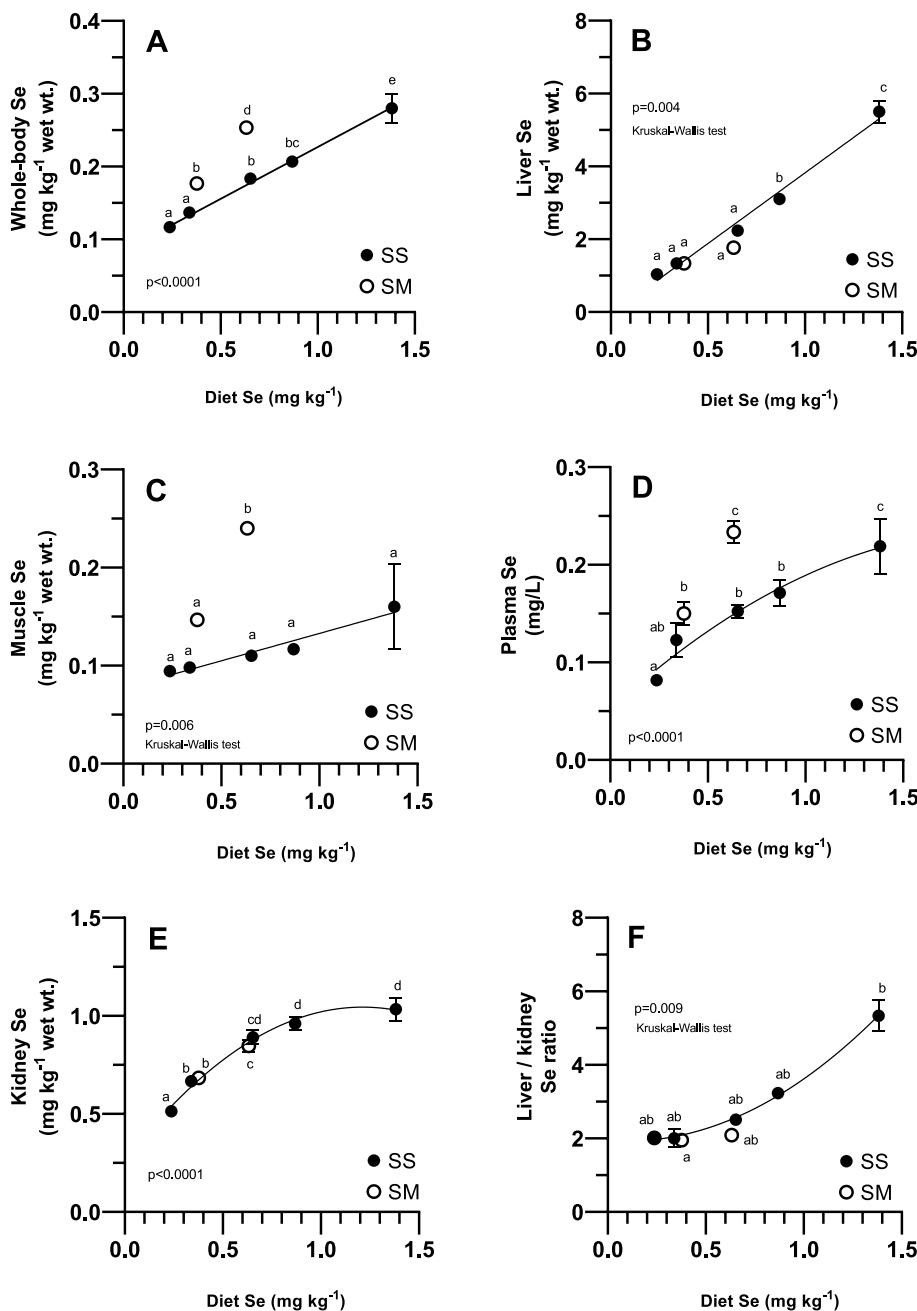 A
Whole-body Se
(mg kg⁻¹ wet wt.)
0.4
0.3
0.2
0.1
0.0
a
a
b
b
d
bc
e
SS
SM
p<0.0001
0.0
0.5
1.0
1.5
Diet Se (mg kg⁻¹)
B
Liver Se
(mg kg⁻¹ wet wt.)
8
6
4
2
0
p=0.004
Kruskal-Wallis test
a
a
a
a
a
b
c
SS
SM
0.0
0.5
1.0
1.5
Diet Se (mg kg⁻¹)
C
Muscle Se
(mg kg⁻¹ wet wt.)
0.3
0.2
0.1
0.0
a
a
a
b
a
a
a
p=0.006
Kruskal-Wallis test
SS
SM
0.0
0.5
1.0
1.5
Diet Se (mg kg⁻¹)
D
Plasma Se
(mg/L)
0.3
0.2
0.1
0.0
a
ab
b
c
b
b
c
p<0.0001
SS
SM
0.0
0.5
1.0
1.5
Diet Se (mg kg⁻¹)
E
Kidney Se
(mg kg⁻¹ wet wt.)
1.5
1.0
0.5
0.0
a
b
b
cd
c
d
d
p<0.0001
SS
SM
0.0
0.5
1.0
1.5
Diet Se (mg kg⁻¹)
F
Liver / kidney
Se ratio
8
6
4
2
0
p=0.009
Kruskal-Wallis test
ab
ab
a
ab
ab
ab
b
SS
SM
0.0
0.5
1.0
1.5
Diet Se (mg kg⁻¹)